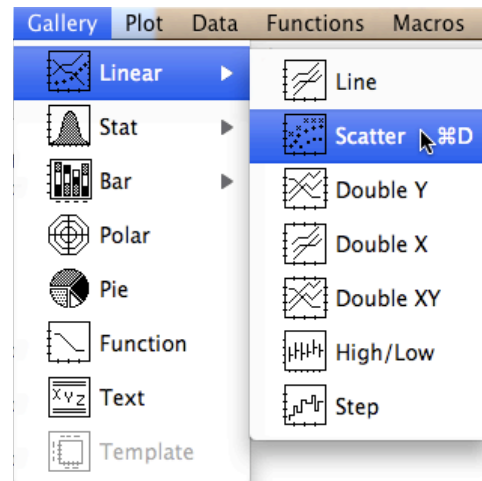 Gallery Plot Data Functions Macros
Linear
Stat
Bar
Polar
Pie
Function
XYZ Text
Template
Line
Scatter ⌘D
Double Y
Double X
Double XY
High/Low
Step